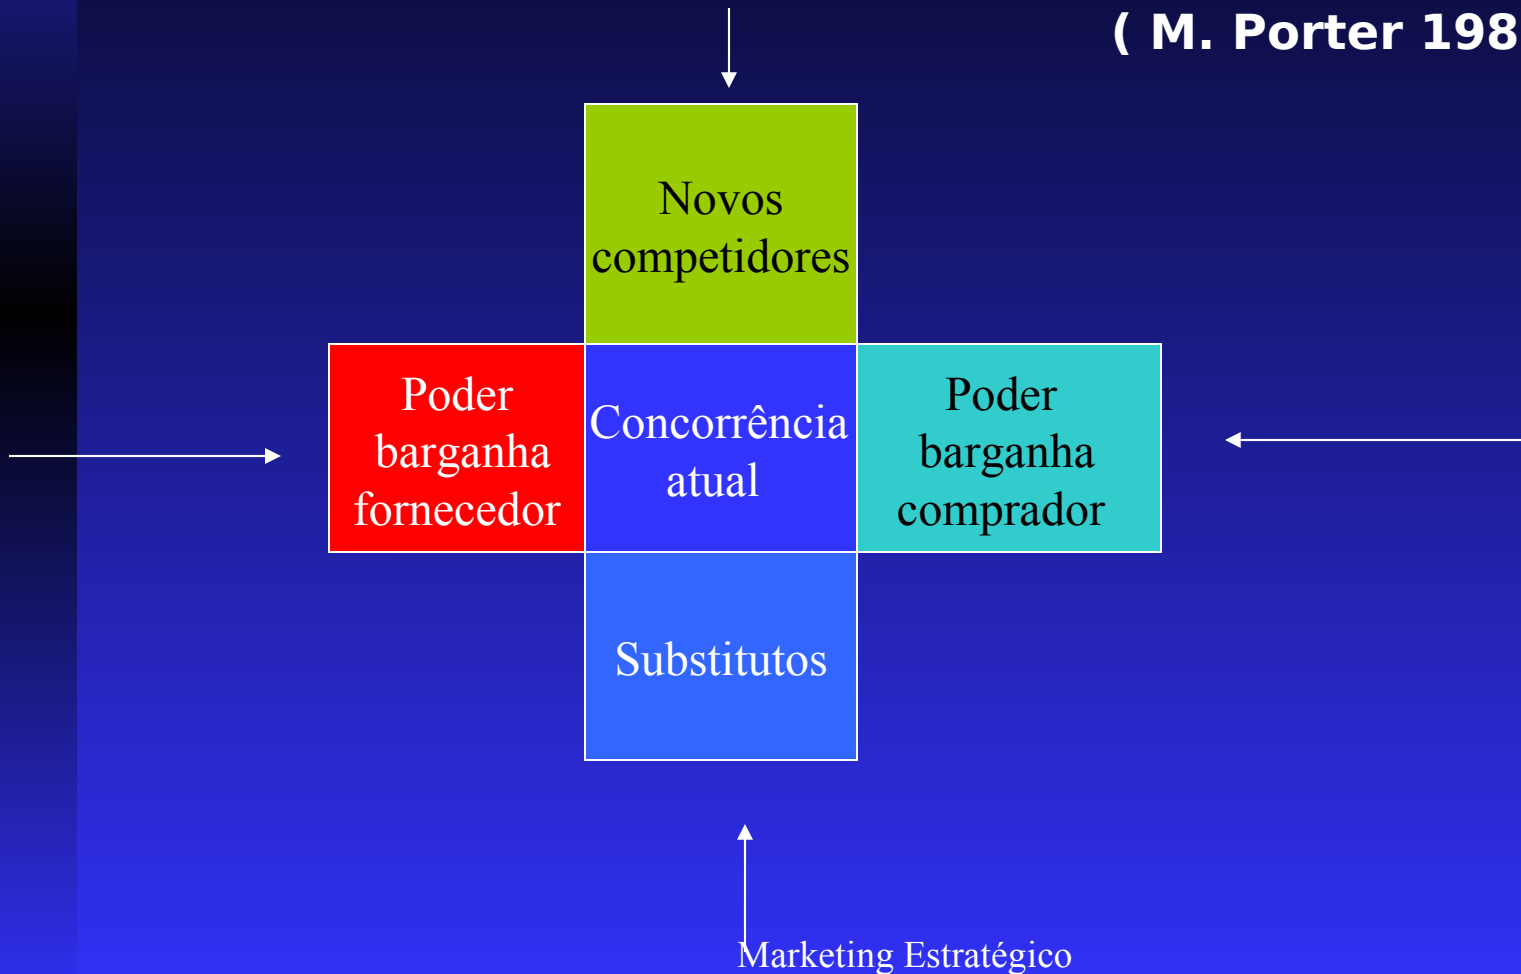 ( M. Porter 198
Novos
competidores
Poder
barganha
fornecedor
Concorrência
atual
Poder
barganha
comprador
Substitutos
Marketing Estratégico